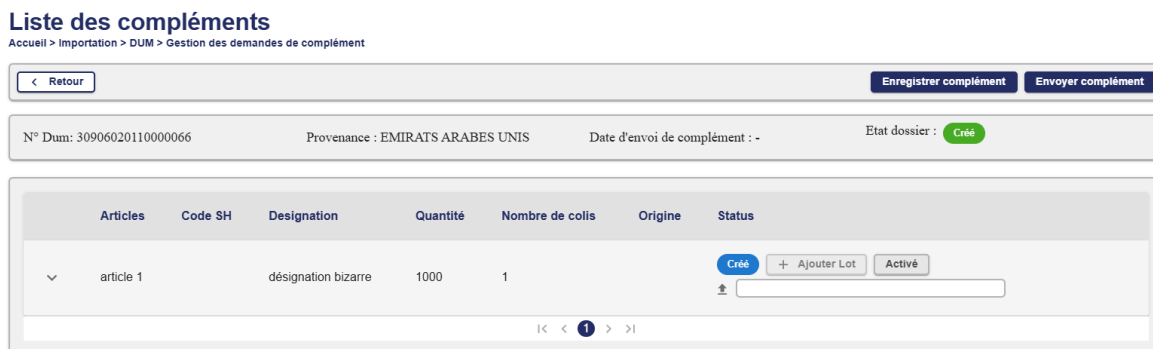 Liste des compléments
Accueil > Importation > DUM > Gestion des demandes de complément
< Retour Enregistrer complément Envoyer complément
N° Dum: 30906020110000066 Provenance : EMIRATS ARABES UNIS Date d'envoi de complément : - Etat dossier : Créé
Articles Code SH Designation Quantité Nombre de colis Origine Status
article 1 désignation bizarre 1000 1 Créé + Ajouter Lot Activé
1